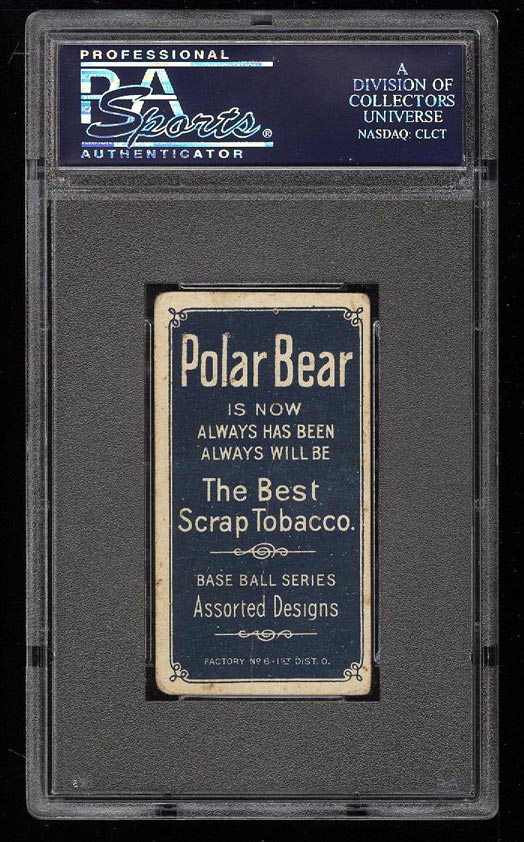 PROFESSIONAL
PSA
Sports®
AUTHENTICATOR
A
DIVISION OF
COLLECTORS
UNIVERSE
NASDAQ: CLCT
Polar Bear
IS NOW
ALWAYS HAS BEEN
ALWAYS WILL BE
The Best
Scrap Tobacco.
BASE BALL SERIES
Assorted Designs
FACTORY Nº 6-1ST DIST. O.